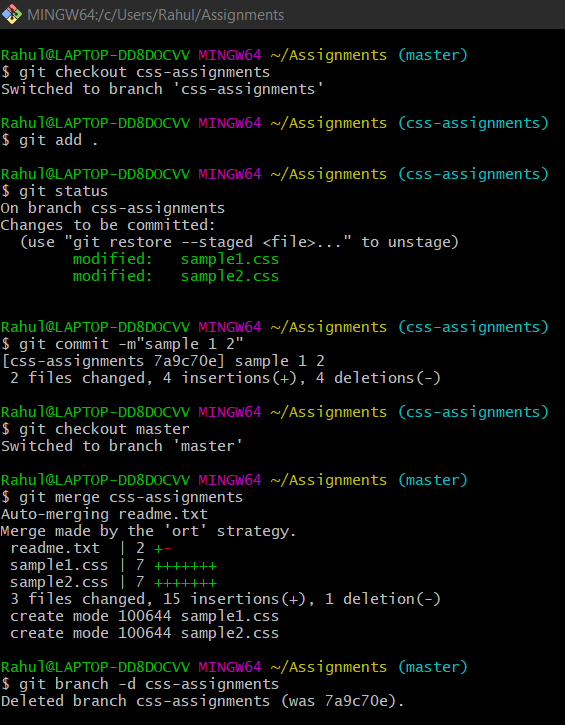 MINGW64:/c/Users/Rahul/Assignments
Rahul@LAPTOP-DD8DOCVV MINGW64 ~/Assignments (master)
$ git checkout css-assignments
Switched to branch 'css-assignments'
Rahul@LAPTOP-DD8DOCVV MINGW64 ~/Assignments (css-assignments)
$ git add .
Rahul@LAPTOP-DD8DOCVV MINGW64 ~/Assignments (css-assignments)
$ git status
On branch css-assignments
Changes to be committed:
  (use "git restore --staged <file>..." to unstage)
        modified:   sample1.css
        modified:   sample2.css
Rahul@LAPTOP-DD8DOCVV MINGW64 ~/Assignments (css-assignments)
$ git commit -m"sample 1 2"
[css-assignments 7a9c70e] sample 1 2
 2 files changed, 4 insertions(+), 4 deletions(-)
Rahul@LAPTOP-DD8DOCVV MINGW64 ~/Assignments (css-assignments)
$ git checkout master
Switched to branch 'master'
Rahul@LAPTOP-DD8DOCVV MINGW64 ~/Assignments (master)
$ git merge css-assignments
Auto-merging readme.txt
Merge made by the 'ort' strategy.
 readme.txt  | 2 +-
 sample1.css | 7 +++++++
 sample2.css | 7 +++++++
 3 files changed, 15 insertions(+), 1 deletion(-)
 create mode 100644 sample1.css
 create mode 100644 sample2.css
Rahul@LAPTOP-DD8DOCVV MINGW64 ~/Assignments (master)
$ git branch -d css-assignments
Deleted branch css-assignments (was 7a9c70e).